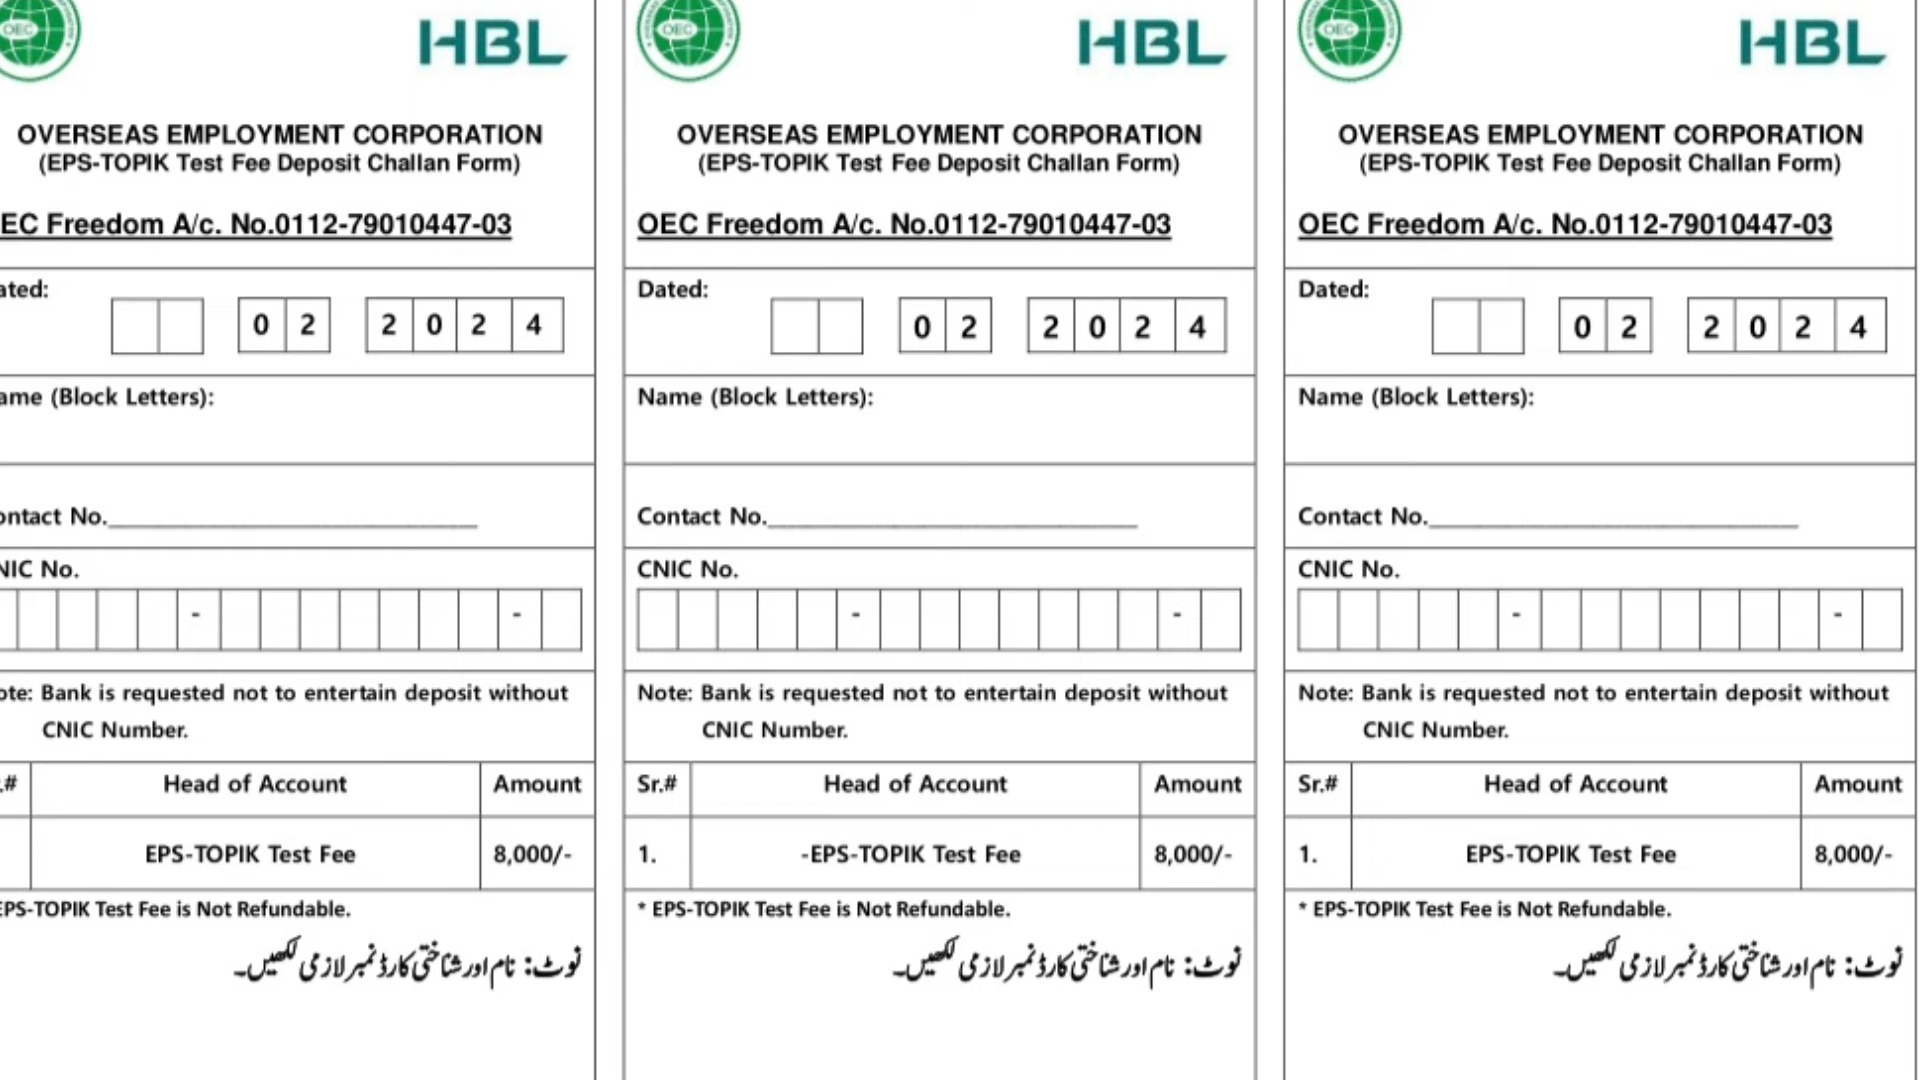 OEC
HBL
OVERSEAS EMPLOYMENT CORPORATION
(EPS-TOPIK Test Fee Deposit Challan Form)
EC Freedom A/c. No.0112-79010447-03
ated:
0 2 2 0 2 4
ame (Block Letters):
ontact No.
NIC No.
- -
ote: Bank is requested not to entertain deposit without
CNIC Number.
.# Head of Account Amount
EPS-TOPIK Test Fee 8,000/-
EPS-TOPIK Test Fee is Not Refundable.
نوٹ: نام اور شناختی کارڈ نمبر لازمی لکھیں۔
OEC
HBL
OVERSEAS EMPLOYMENT CORPORATION
(EPS-TOPIK Test Fee Deposit Challan Form)
OEC Freedom A/c. No.0112-79010447-03
Dated:
0 2 2 0 2 4
Name (Block Letters):
Contact No.
CNIC No.
- -
Note: Bank is requested not to entertain deposit without
CNIC Number.
Sr.# Head of Account Amount
1. -EPS-TOPIK Test Fee 8,000/-
* EPS-TOPIK Test Fee is Not Refundable.
نوٹ: نام اور شناختی کارڈ نمبر لازمی لکھیں۔
OEC
HBL
OVERSEAS EMPLOYMENT CORPORATION
(EPS-TOPIK Test Fee Deposit Challan Form)
OEC Freedom A/c. No.0112-79010447-03
Dated:
0 2 2 0 2 4
Name (Block Letters):
Contact No.
CNIC No.
- -
Note: Bank is requested not to entertain deposit without
CNIC Number.
Sr.# Head of Account Amount
1. EPS-TOPIK Test Fee 8,000/-
* EPS-TOPIK Test Fee is Not Refundable.
نوٹ: نام اور شناختی کارڈ نمبر لازمی لکھیں۔